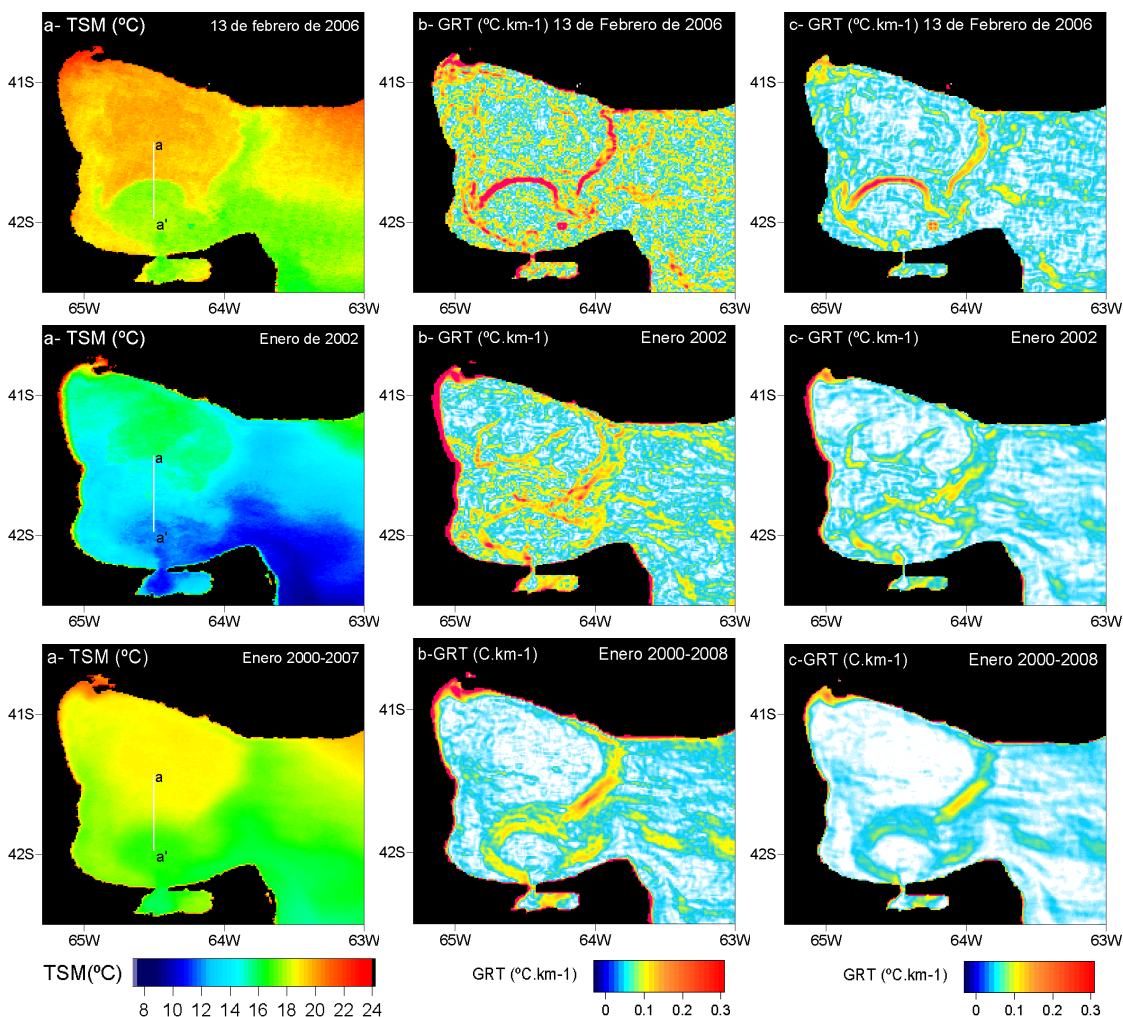 a- TSM (ºC) 13 de febrero de 2006
b- GRT (ºC.km-1) 13 de Febrero de 2006
c- GRT (ºC.km-1) 13 de Febrero de 2006
41S
42S
a
a'
65W 64W 63W
41S
42S
65W 64W 63W
41S
42S
65W 64W 63W
a- TSM (ºC) Enero de 2002
b- GRT (ºC.km-1) Enero 2002
c- GRT (ºC.km-1) Enero 2002
41S
42S
a
a'
65W 64W 63W
41S
42S
65W 64W 63W
41S
42S
65W 64W 63W
a- TSM (ºC) Enero 2000-2007
b-GRT (C.km-1) Enero 2000-2008
c-GRT (C.km-1) Enero 2000-2008
41S
42S
a
a'
65W 64W 63W
41S
42S
65W 64W 63W
41S
42S
65W 64W 63W
TSM(ºC)
8 10 12 14 16 18 20 22 24
GRT (ºC.km-1)
0 0.1 0.2 0.3
GRT (ºC.km-1)
0 0.1 0.2 0.3